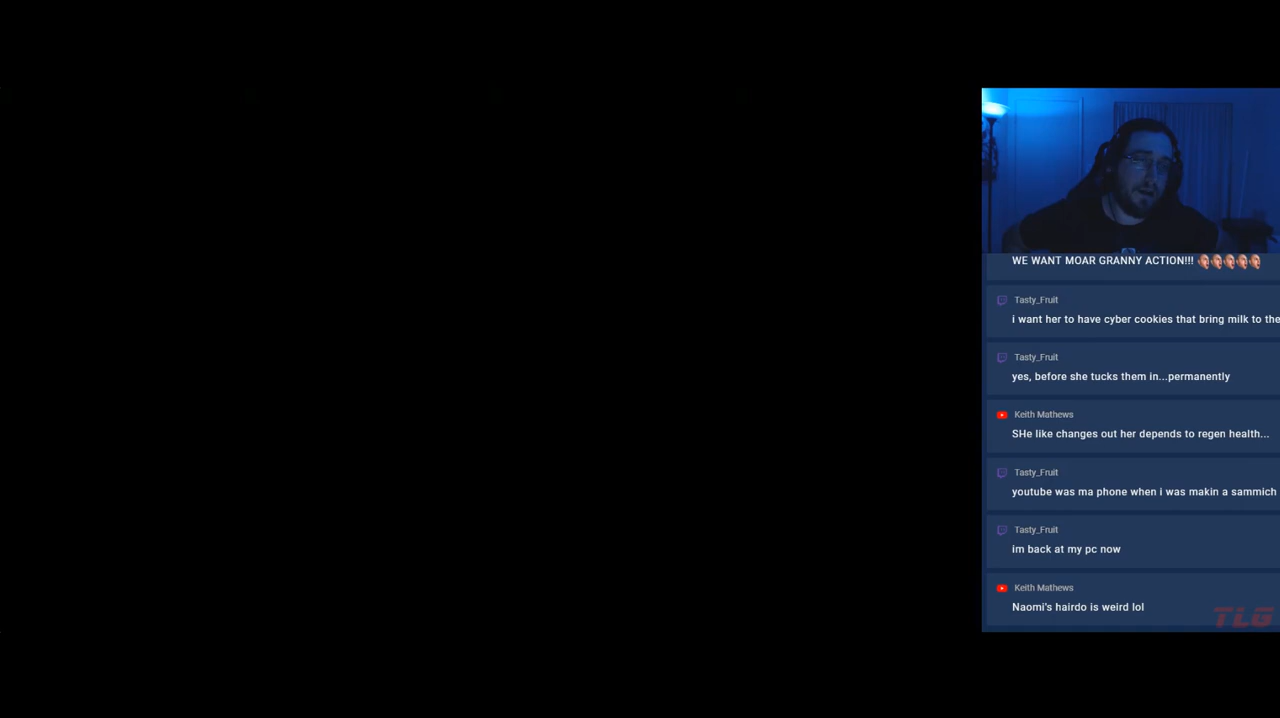 WE WANT MOAR GRANNY ACTION!!!
Tasty_Fruit
i want her to have cyber cookies that bring milk to the
Tasty_Fruit
yes, before she tucks them in...permanently
Keith Mathews
SHe like changes out her depends to regen health...
Tasty_Fruit
youtube was ma phone when i was makin a sammich
Tasty_Fruit
im back at my pc now
Keith Mathews
Naomi's hairdo is weird lol
TLG